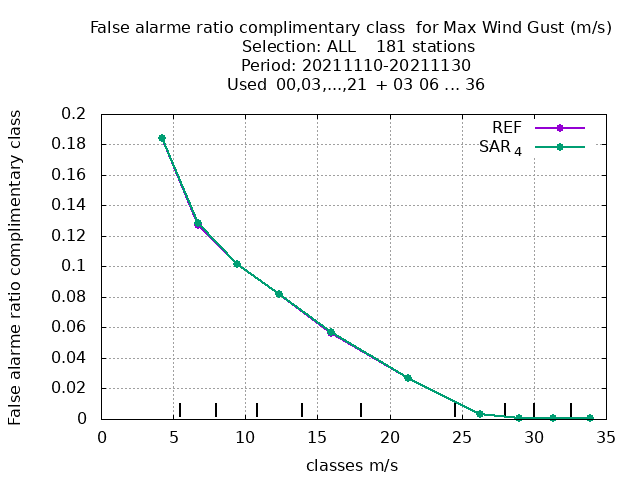 False alarme ratio complimentary class  for Max Wind Gust (m/s)
Selection: ALL    181 stations
Period: 20211110-20211130
Used  00,03,...,21  + 03 06 ... 36
False alarme ratio complimentary class
0.2
0.18
0.16
0.14
0.12
0.1
0.08
0.06
0.04
0.02
0
REF
SAR 4
0 5 10 15 20 25 30 35
classes m/s